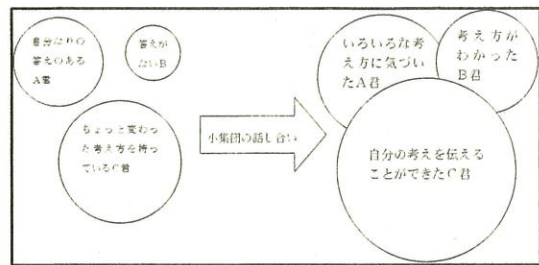 自分なりの
答えのある
A君
答えが
ないB
ちょっと変わっ
た考え方を持っ
ているC君
小集団の話し合い
いろいろな考
え方に気づい
たA君
考え方が
わかった
B君
自分の考えを伝える
ことができたC君